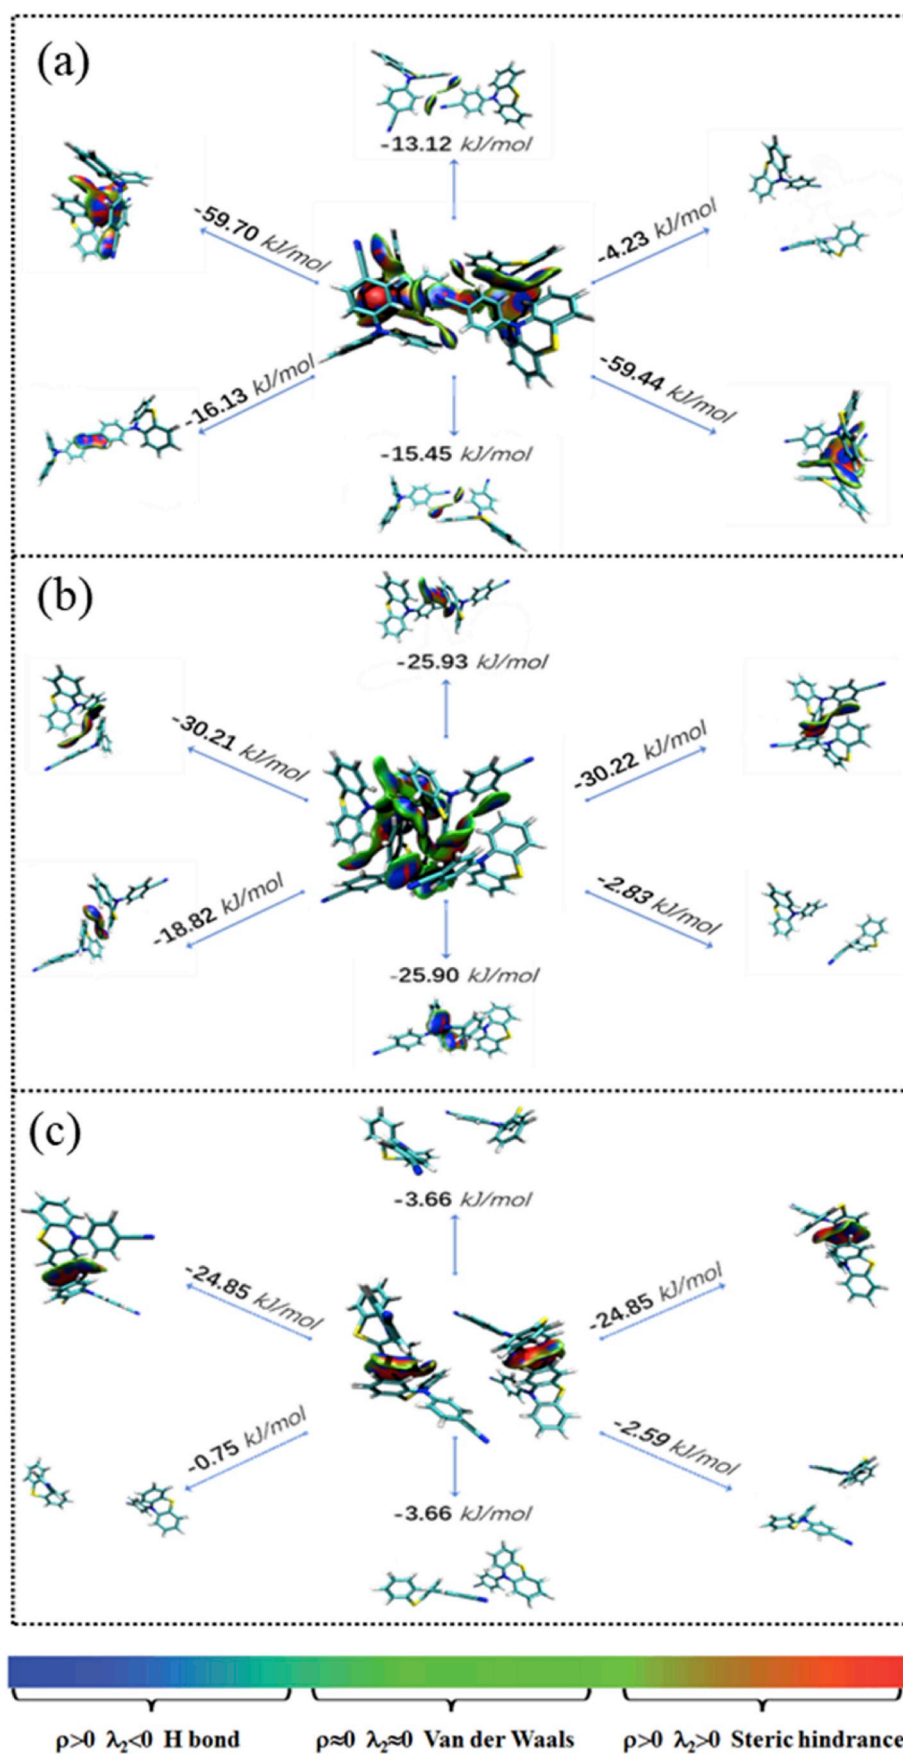 (a)
-13.12 kJ/mol
-59.70 kJ/mol
-4.23 kJ/mol
-16.13 kJ/mol
-59.44 kJ/mol
-15.45 kJ/mol
(b)
-25.93 kJ/mol
-30.21 kJ/mol
-30.22 kJ/mol
-18.82 kJ/mol
-2.83 kJ/mol
-25.90 kJ/mol
(c)
-3.66 kJ/mol
-24.85 kJ/mol
-24.85 kJ/mol
-0.75 kJ/mol
-2.59 kJ/mol
-3.66 kJ/mol
ρ>0 λ₂<0 H bond ρ≈0 λ₂≈0 Van der Waals ρ>0 λ₂>0 Steric hindrance